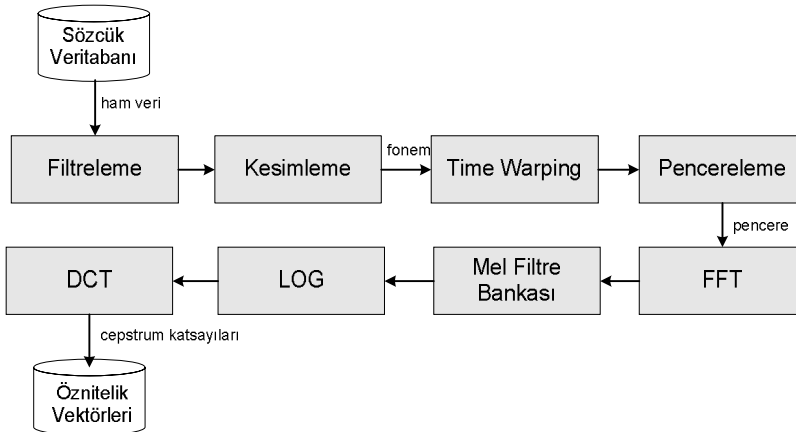 Sözcük
Veritabanı
ham veri
Filtreleme
Kesimleme
fonem
Time Warping
Pencereleme
pencere
DCT
LOG
Mel Filtre
Bankası
FFT
cepstrum katsayıları
Öznitelik
Vektörleri